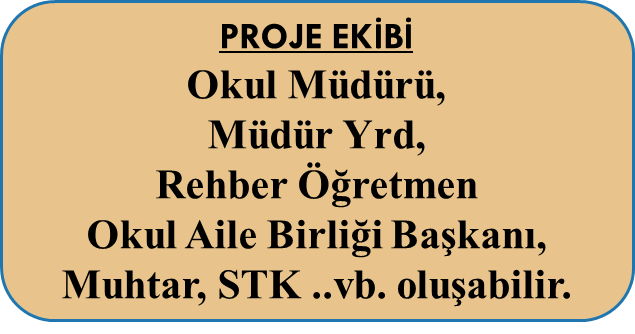 PROJE EKİBİ
Okul Müdürü,
Müdür Yrd,
Rehber Öğretmen
Okul Aile Birliği Başkanı,
Muhtar, STK ..vb. oluşabilir.